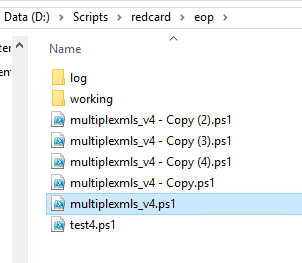 Data (D:) > Scripts > redcard > eop
Name
log
working
multiplexmls_v4 - Copy (2).ps1
multiplexmls_v4 - Copy (3).ps1
multiplexmls_v4 - Copy (4).ps1
multiplexmls_v4 - Copy.ps1
multiplexmls_v4.ps1
test4.ps1